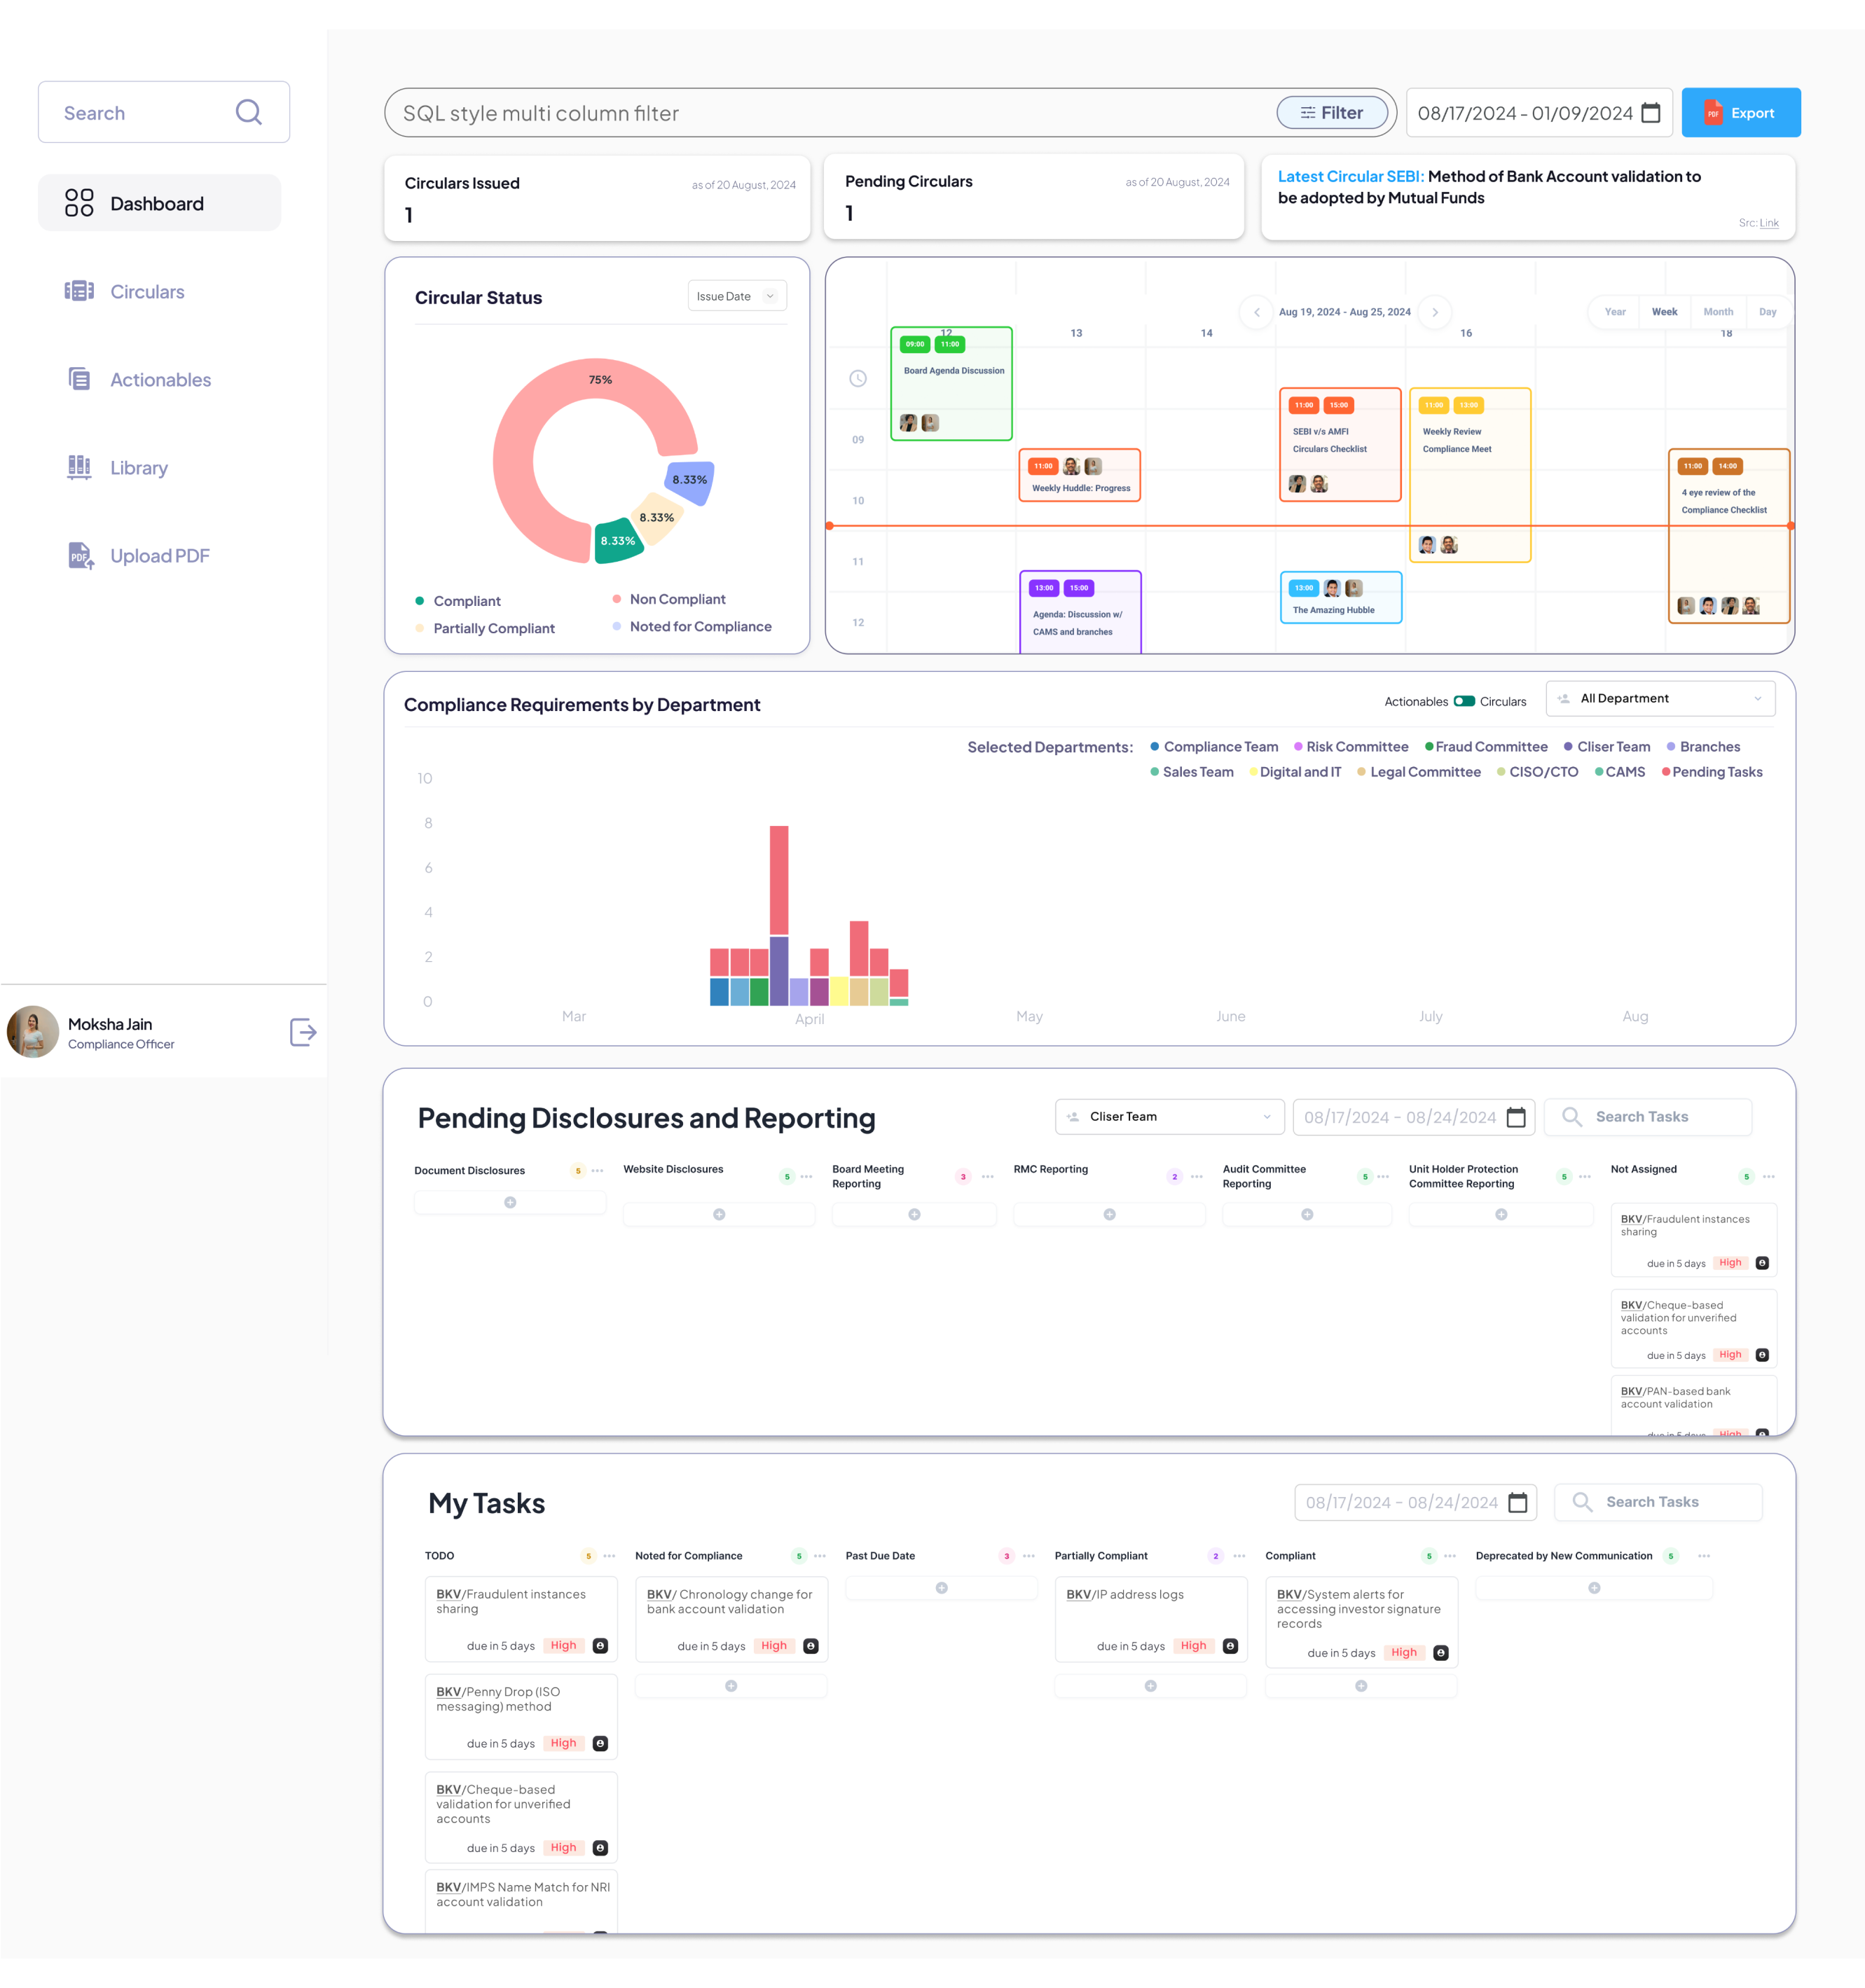 Search
Dashboard
Circulars
Actionables
Library
PDF
Upload PDF
Moksha Jain
Compliance Officer
SQL style multi column filter
Filter
08/17/2024 - 01/09/2024
PDF
Export
Circulars Issued
as of 20 August, 2024
1
Pending Circulars
as of 20 August, 2024
1
Latest Circular SEBI: Method of Bank Account validation to
be adopted by Mutual Funds
Src: Link
Circular Status
Issue Date
75%
8.33%
8.33%
8.33%
Compliant
Non Compliant
Partially Compliant
Noted for Compliance
Aug 19, 2024 - Aug 25, 2024
Year
Week
Month
Day
12
13
14
16
18
09
10
11
12
09:00 11:00
Board Agenda Discussion
11:00
Weekly Huddle: Progress
13:00 15:00
Agenda: Discussion w/
CAMS and branches
11:00 15:00
SEBI v/s AMFI
Circulars Checklist
13:00
The Amazing Hubble
11:00 13:00
Weekly Review
Compliance Meet
11:00 14:00
4 eye review of the
Compliance Checklist
Compliance Requirements by Department
Actionables
Circulars
All Department
Selected Departments:
Compliance Team
Risk Committee
Fraud Committee
Cliser Team
Branches
Sales Team
Digital and IT
Legal Committee
CISO/CTO
CAMS
Pending Tasks
10
8
6
4
2
0
Mar
April
May
June
July
Aug
Pending Disclosures and Reporting
Cliser Team
08/17/2024 - 08/24/2024
Search Tasks
Document Disclosures
5
Website Disclosures
5
Board Meeting
Reporting
3
RMC Reporting
2
Audit Committee
Reporting
5
Unit Holder Protection
Committee Reporting
5
Not Assigned
5
BKV/Fraudulent instances
sharing
due in 5 days High
BKV/Cheque-based
validation for unverified
accounts
due in 5 days High
BKV/PAN-based bank
account validation
due in 5 days High
My Tasks
08/17/2024 - 08/24/2024
Search Tasks
TODO
5
Noted for Compliance
5
Past Due Date
3
Partially Compliant
2
Compliant
5
Deprecated by New Communication
5
BKV/Fraudulent instances
sharing
due in 5 days High
BKV/Penny Drop (ISO
messaging) method
due in 5 days High
BKV/Cheque-based
validation for unverified
accounts
due in 5 days High
BKV/IMPS Name Match for NRI
account validation
BKV/ Chronology change for
bank account validation
due in 5 days High
BKV/IP address logs
due in 5 days High
BKV/System alerts for
accessing investor signature
records
due in 5 days High